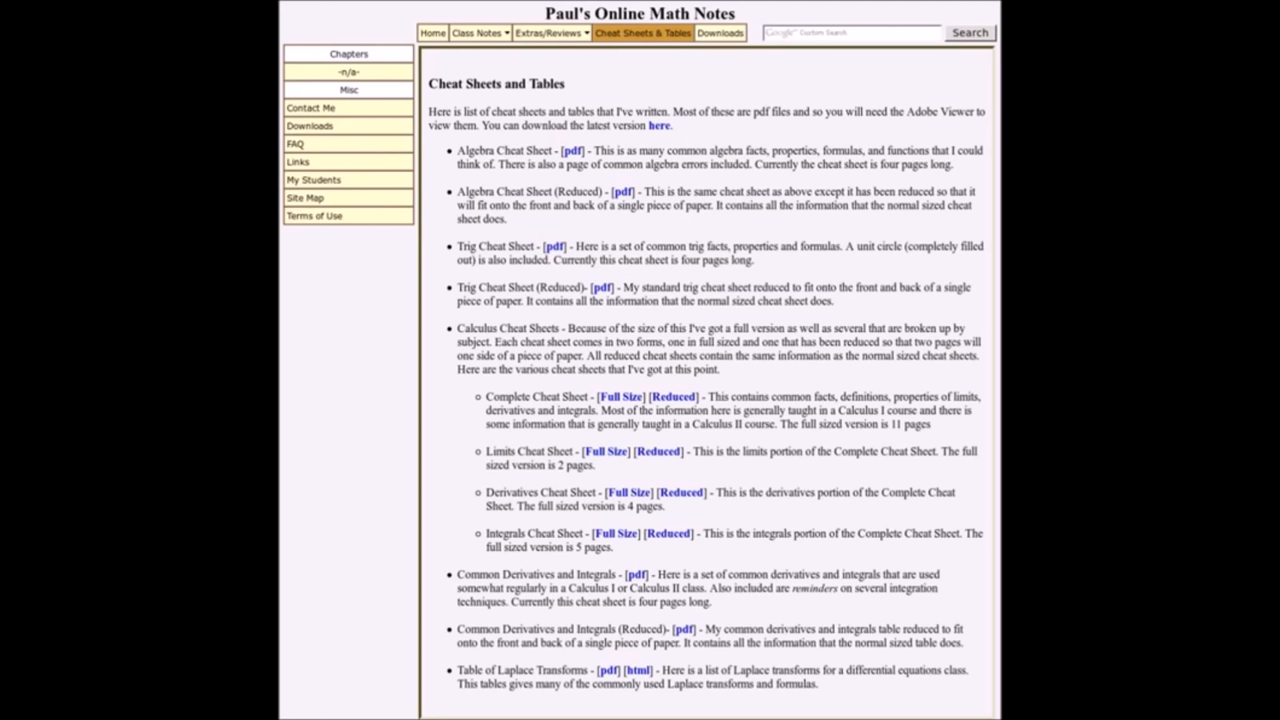 Paul's Online Math Notes
Home Class Notes Extras/Reviews Cheat Sheets & Tables Downloads Google™ Custom Search Search
Chapters
-n/a-
Misc
Contact Me
Downloads
FAQ
Links
My Students
Site Map
Terms of Use
Cheat Sheets and Tables
Here is list of cheat sheets and tables that I've written. Most of these are pdf files and so you will need the Adobe Viewer to
view them. You can download the latest version here.
• Algebra Cheat Sheet - [pdf] - This is as many common algebra facts, properties, formulas, and functions that I could
think of. There is also a page of common algebra errors included. Currently the cheat sheet is four pages long.
• Algebra Cheat Sheet (Reduced) - [pdf] - This is the same cheat sheet as above except it has been reduced so that it
will fit onto the front and back of a single piece of paper. It contains all the information that the normal sized cheat
sheet does.
• Trig Cheat Sheet - [pdf] - Here is a set of common trig facts, properties and formulas. A unit circle (completely filled
out) is also included. Currently this cheat sheet is four pages long.
• Trig Cheat Sheet (Reduced)- [pdf] - My standard trig cheat sheet reduced to fit onto the front and back of a single
piece of paper. It contains all the information that the normal sized cheat sheet does.
• Calculus Cheat Sheets - Because of the size of this I've got a full version as well as several that are broken up by
subject. Each cheat sheet comes in two forms, one in full sized and one that has been reduced so that two pages will
one side of a piece of paper. All reduced cheat sheets contain the same information as the normal sized cheat sheets.
Here are the various cheat sheets that I've got at this point.
o Complete Cheat Sheet - [Full Size] [Reduced] - This contains common facts, definitions, properties of limits,
derivatives and integrals. Most of the information here is generally taught in a Calculus I course and there is
some information that is generally taught in a Calculus II course. The full sized version is 11 pages
o Limits Cheat Sheet - [Full Size] [Reduced] - This is the limits portion of the Complete Cheat Sheet. The full
sized version is 2 pages.
o Derivatives Cheat Sheet - [Full Size] [Reduced] - This is the derivatives portion of the Complete Cheat
Sheet. The full sized version is 4 pages.
o Integrals Cheat Sheet - [Full Size] [Reduced] - This is the integrals portion of the Complete Cheat Sheet. The
full sized version is 5 pages.
• Common Derivatives and Integrals - [pdf] - Here is a set of common derivatives and integrals that are used
somewhat regularly in a Calculus I or Calculus II class. Also included are reminders on several integration
techniques. Currently this cheat sheet is four pages long.
• Common Derivatives and Integrals (Reduced)- [pdf] - My common derivatives and integrals table reduced to fit
onto the front and back of a single piece of paper. It contains all the information that the normal sized table does.
• Table of Laplace Transforms - [pdf] [html] - Here is a list of Laplace transforms for a differential equations class.
This tables gives many of the commonly used Laplace transforms and formulas.